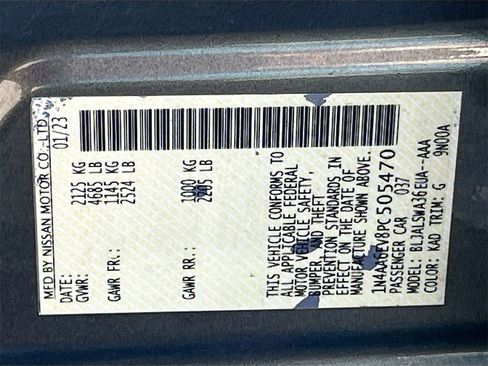 MFD BY NISSAN MOTOR CO.,LTD.
DATE: 01/23
GVWR: 2125 KG
4685 LB
GAWR FR.: 1145 KG
2524 LB
GAWR RR.: 1000 KG
LB
THIS VEHICLE CONFORMS TO
ALL APPLICABLE FEDERAL
MOTOR VEHICLE SAFETY,
BUMPER, AND THEFT
PREVENTION STANDARDS IN
EFFECT ON THE DATE OF
MANUFACTURE SHOWN ABOVE.
PASSENGER CAR 037
MODEL: BLJALSWA36EUA--AAA
COLOR: KAD TRIM: G 9N00A